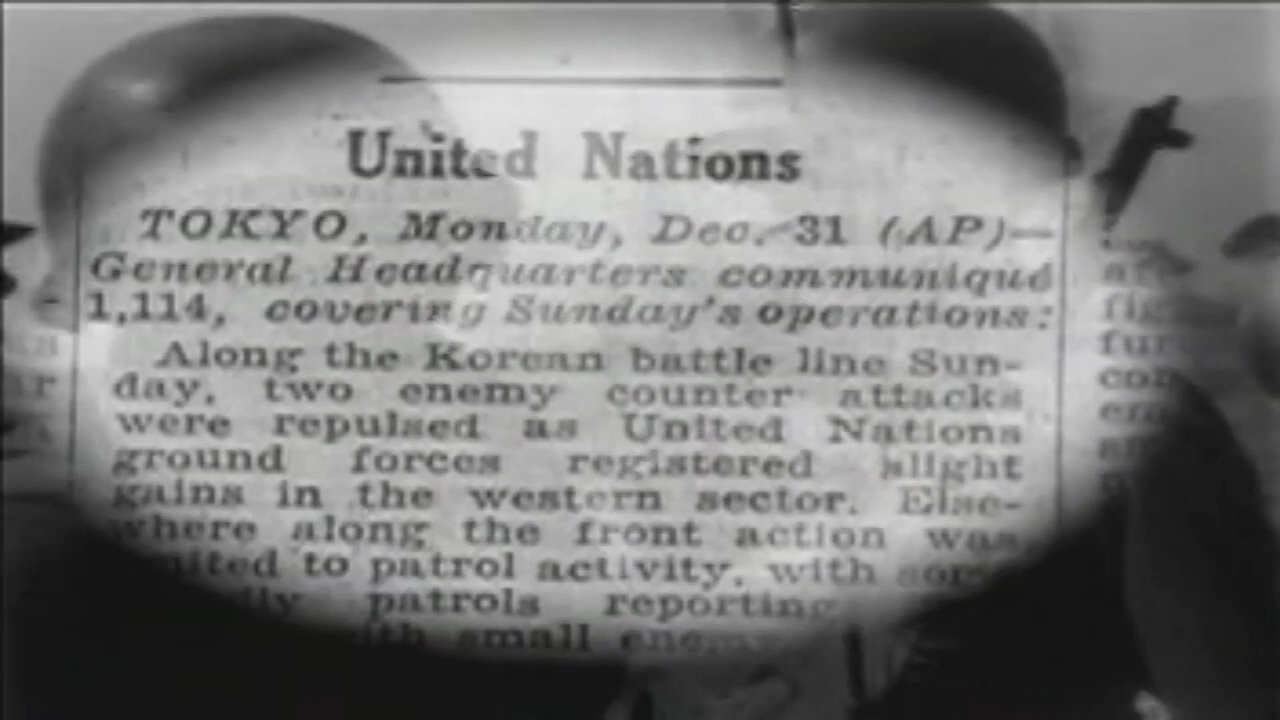 United Nations
TOKYO, Monday, Dec. 31 (AP)—
General Headquarters communiqué
1,114, covering Sunday's operations:
Along the Korean battle line Sun-
day, two enemy counter attacks
were repulsed as United Nations
ground forces registered slight
gains in the western sector. Else-
where along the front action was
to patrol activity, with
patrols reporting
small